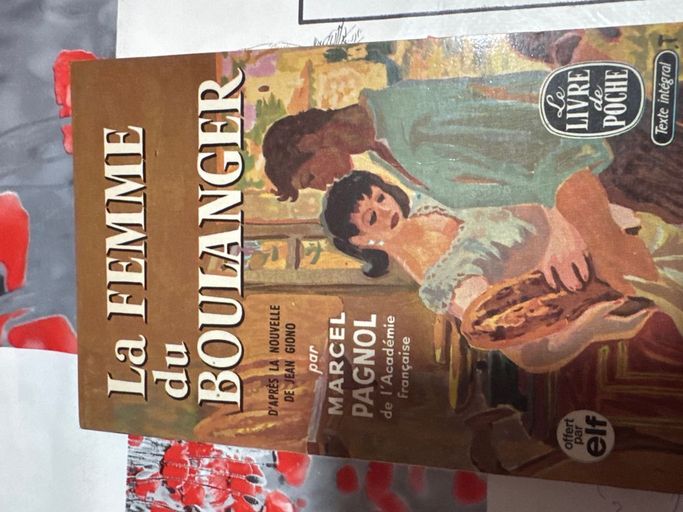 La FEMME
du
BOULANGER
D'APRÈS LA NOUVELLE
DE JEAN GIONO
par
MARCEL
PAGNOL
de l'Académie
Française
Le
LIVRE
de
POCHE
Texte intégral
offert
par
elf